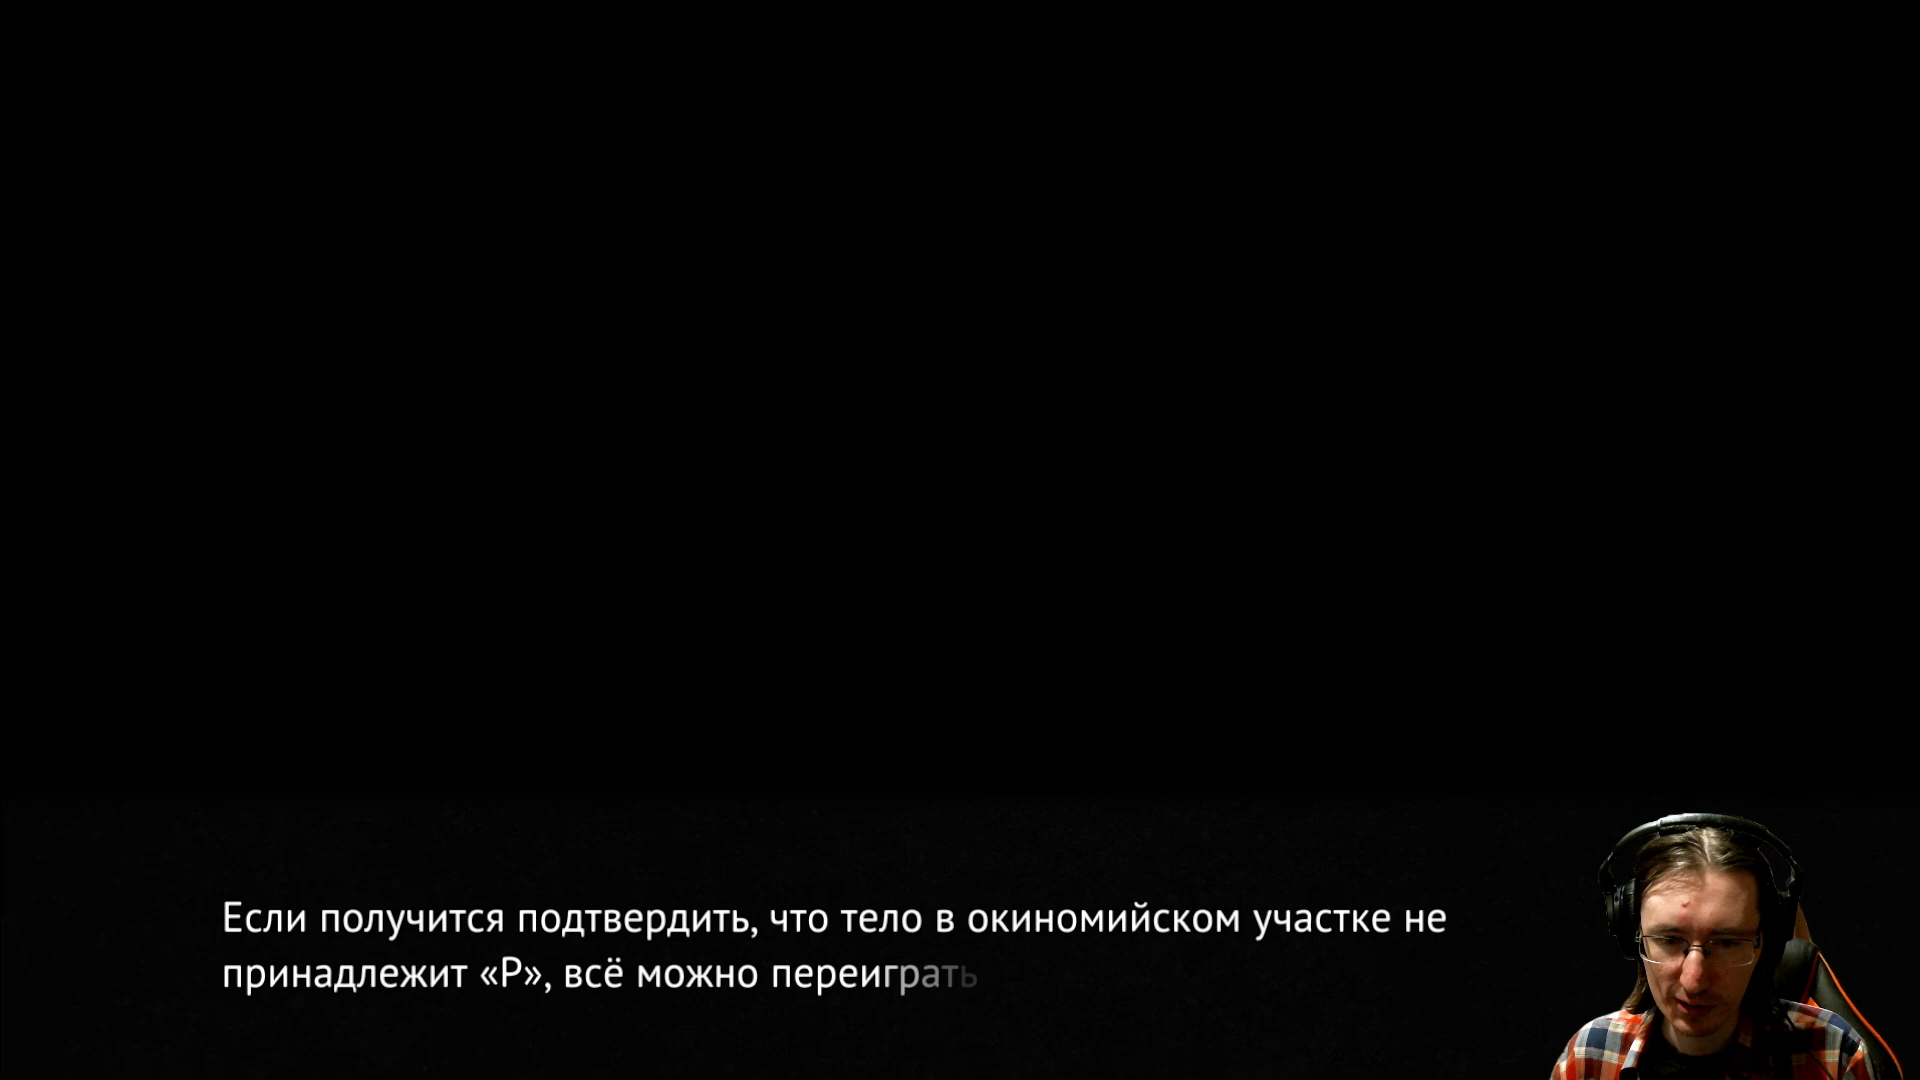 Если получится подтвердить, что тело в окиномийском участке не
принадлежит «Р», всё можно переиграть